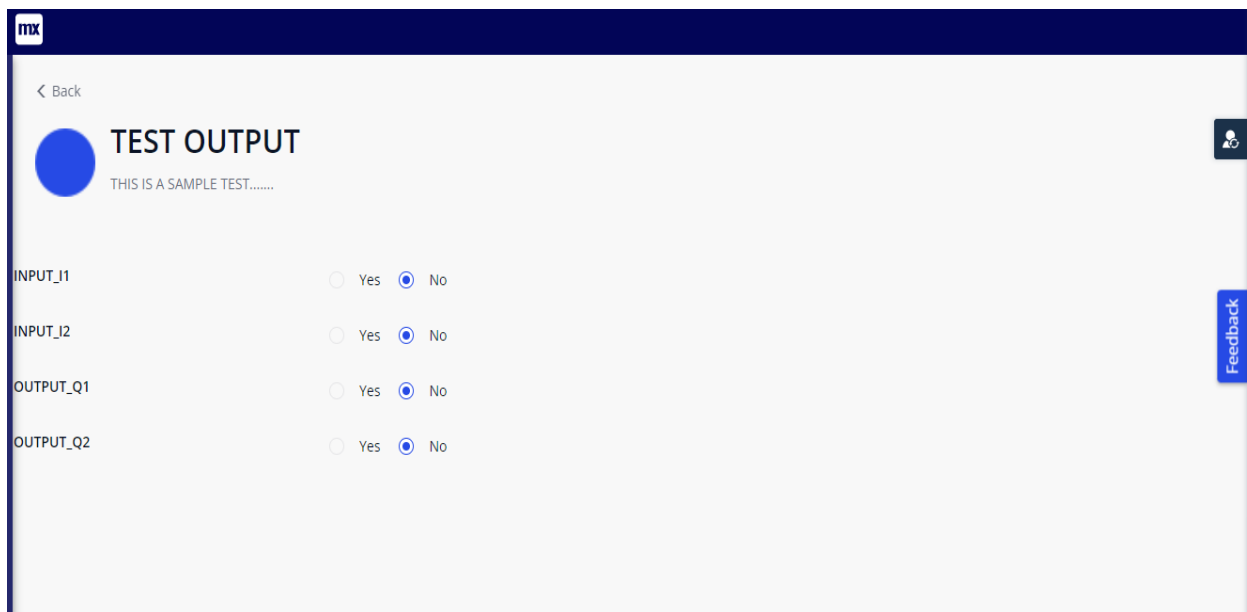 mx
Back
TEST OUTPUT
THIS IS A SAMPLE TEST.......
INPUT_I1 Yes No
INPUT_I2 Yes No
OUTPUT_Q1 Yes No
OUTPUT_Q2 Yes No
Feedback